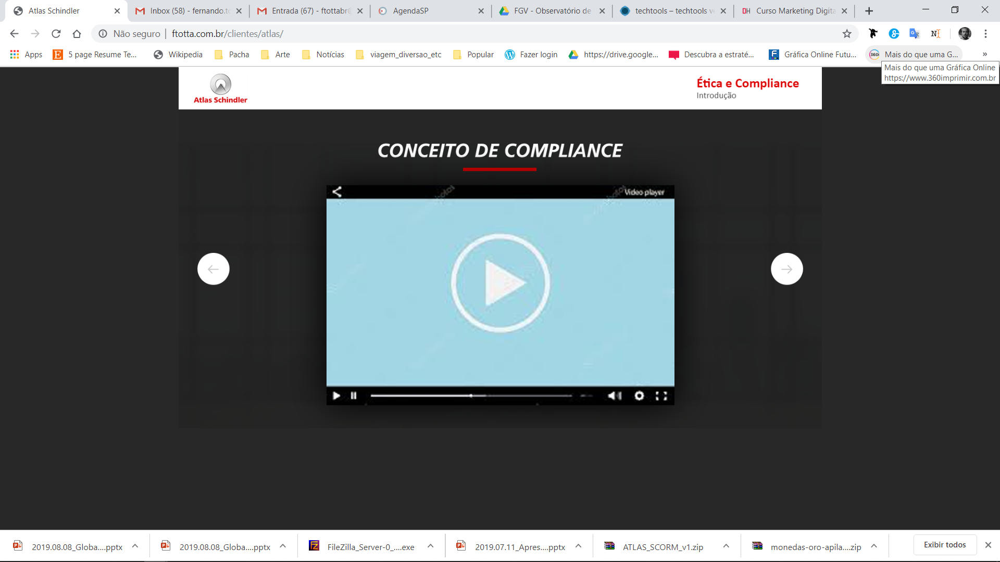 Atlas Schindler
Inbox (58) - fernando.to
Entrada (67) - ftottabr@
AgendaSP
FGV - Observatório de
techtools – techtools ve
Curso Marketing Digita
Não seguro
ftotta.com.br/clientes/atlas/
Apps
5 page Resume Te...
Wikipedia
Pacha
Arte
Notícias
viagem_diversao_etc
Popular
Fazer login
https://drive.google...
Descubra a estraté...
Gráfica Online Futu...
360i
Mais do que uma G...
»
Mais do que uma Gráfica Online
https://www.360imprimir.com.br
Atlas Schindler
Ética e Compliance
Introdução
CONCEITO DE COMPLIANCE
Video player
2019.08.08_Globa....pptx
2019.08.08_Globa....pptx
FileZilla_Server-0_....exe
2019.07.11_Apres....pptx
ATLAS_SCORM_v1.zip
monedas-oro-apila....zip
Exibir todos